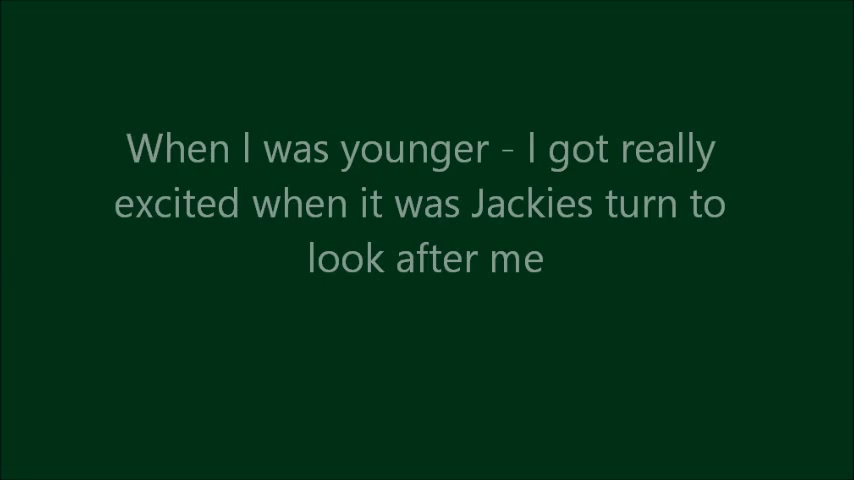 When I was younger - I got really
excited when it was Jackies turn to
look after me